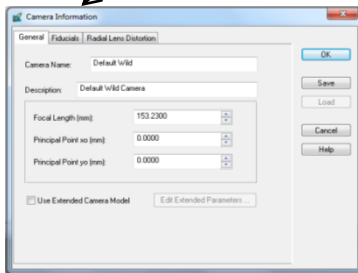 Camera Information
General Fiducials Radial Lens Distortion
Camera Name: Default Wild
Description: Default Wild Camera
Focal Length (mm): 153.2300
Principal Point xo (mm): 0.0000
Principal Point yo (mm): 0.0000
Use Extended Camera Model Edit Extended Parameters ...
OK
Save
Load
Cancel
Help